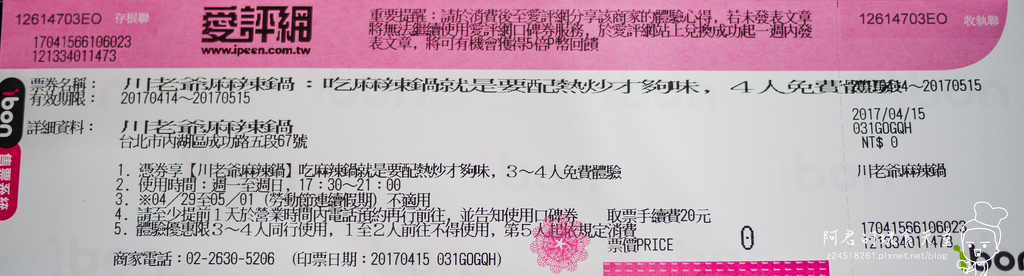 12614703EO 存根聯
17041566106023
121334011473
愛評網
www.ipeen.com.tw
重要提醒：請於消費後至愛評網分享該商家的體驗心得，若未發表文章
將無法繼續使用愛評網口碑券服務，於愛評網站上兌換成功起一週內發
表文章，將可有機會獲得5倍P幣回饋
12614703EO 收執聯
ibon
售票系統
票券名稱：川老爺麻辣鍋：吃麻辣鍋就是要配熱炒才夠味，4人免費體驗
有效期限：20170414～20170515
20170414～20170515
詳細資料：川老爺麻辣鍋
台北市內湖區成功路五段67號
2017/04/15
031GOGQH
NT$ 0
1. 憑券享【川老爺麻辣鍋】吃麻辣鍋就是要配熱炒才夠味，3～4人免費體驗
2. 使用時間：週一至週日，17:30～21:00
3. ※04/29至05/01（勞動節連續假期）不適用
4. 請至少提前1天於營業時間內電話預約再行前往，並告知使用口碑券 取票手續費20元
5. 體驗優惠限3～4人同行使用，1至2人前往不得使用，第5人起依規定消費
票價PRICE 0
商家電話：02-2630-5206 (印票日期：20170415 031GOGQH)
川老爺麻辣鍋
17041566106023
121334011473
ibon
阿君
z24518261.pixnet.net/blog